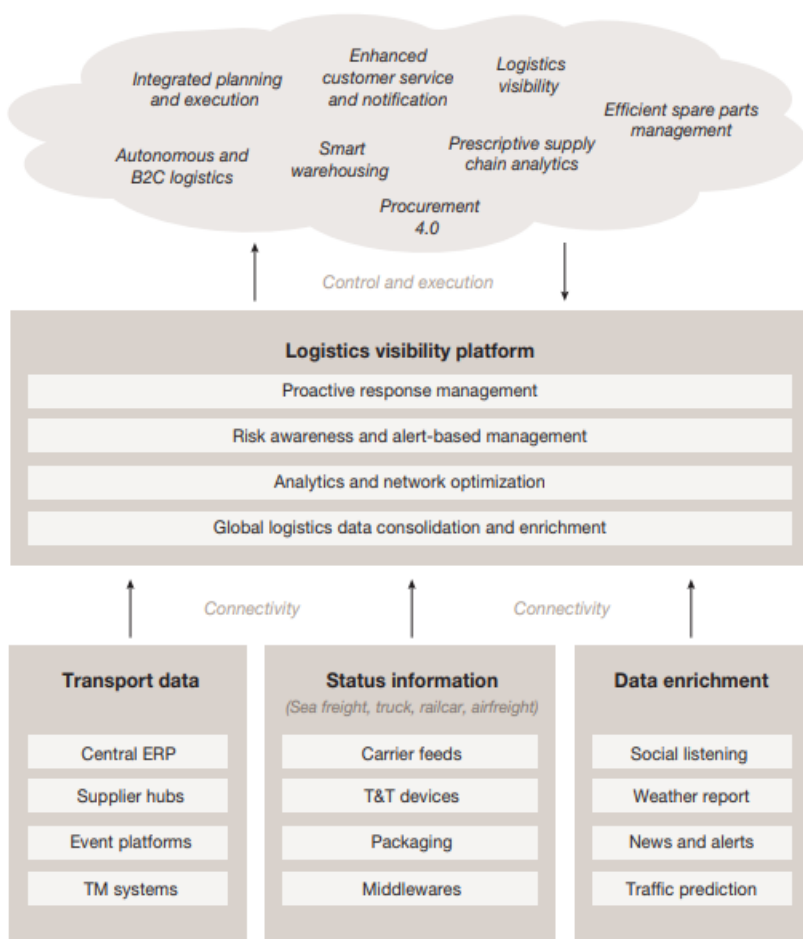 Integrated planning
and execution
Enhanced
customer service
and notification
Logistics
visibility
Efficient spare parts
management
Autonomous and
B2C logistics
Smart
warehousing
Prescriptive supply
chain analytics
Procurement
4.0
Control and execution
Logistics visibility platform
Proactive response management
Risk awareness and alert-based management
Analytics and network optimization
Global logistics data consolidation and enrichment
Connectivity
Connectivity
Transport data
Central ERP
Supplier hubs
Event platforms
TM systems
Status information
(Sea freight, truck, railcar, airfreight)
Carrier feeds
T&T devices
Packaging
Middlewares
Data enrichment
Social listening
Weather report
News and alerts
Traffic prediction